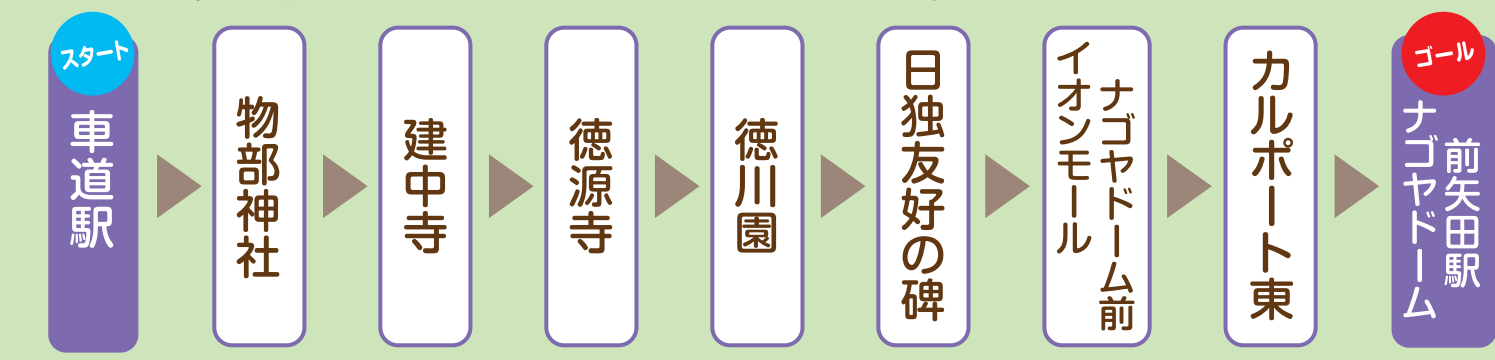 スタート
車道駅
物部神社
建中寺
徳源寺
徳川園
日独友好の碑
イオンモール
ナゴヤドーム前
カルポート東
ゴール
ナゴヤドーム
前矢田駅